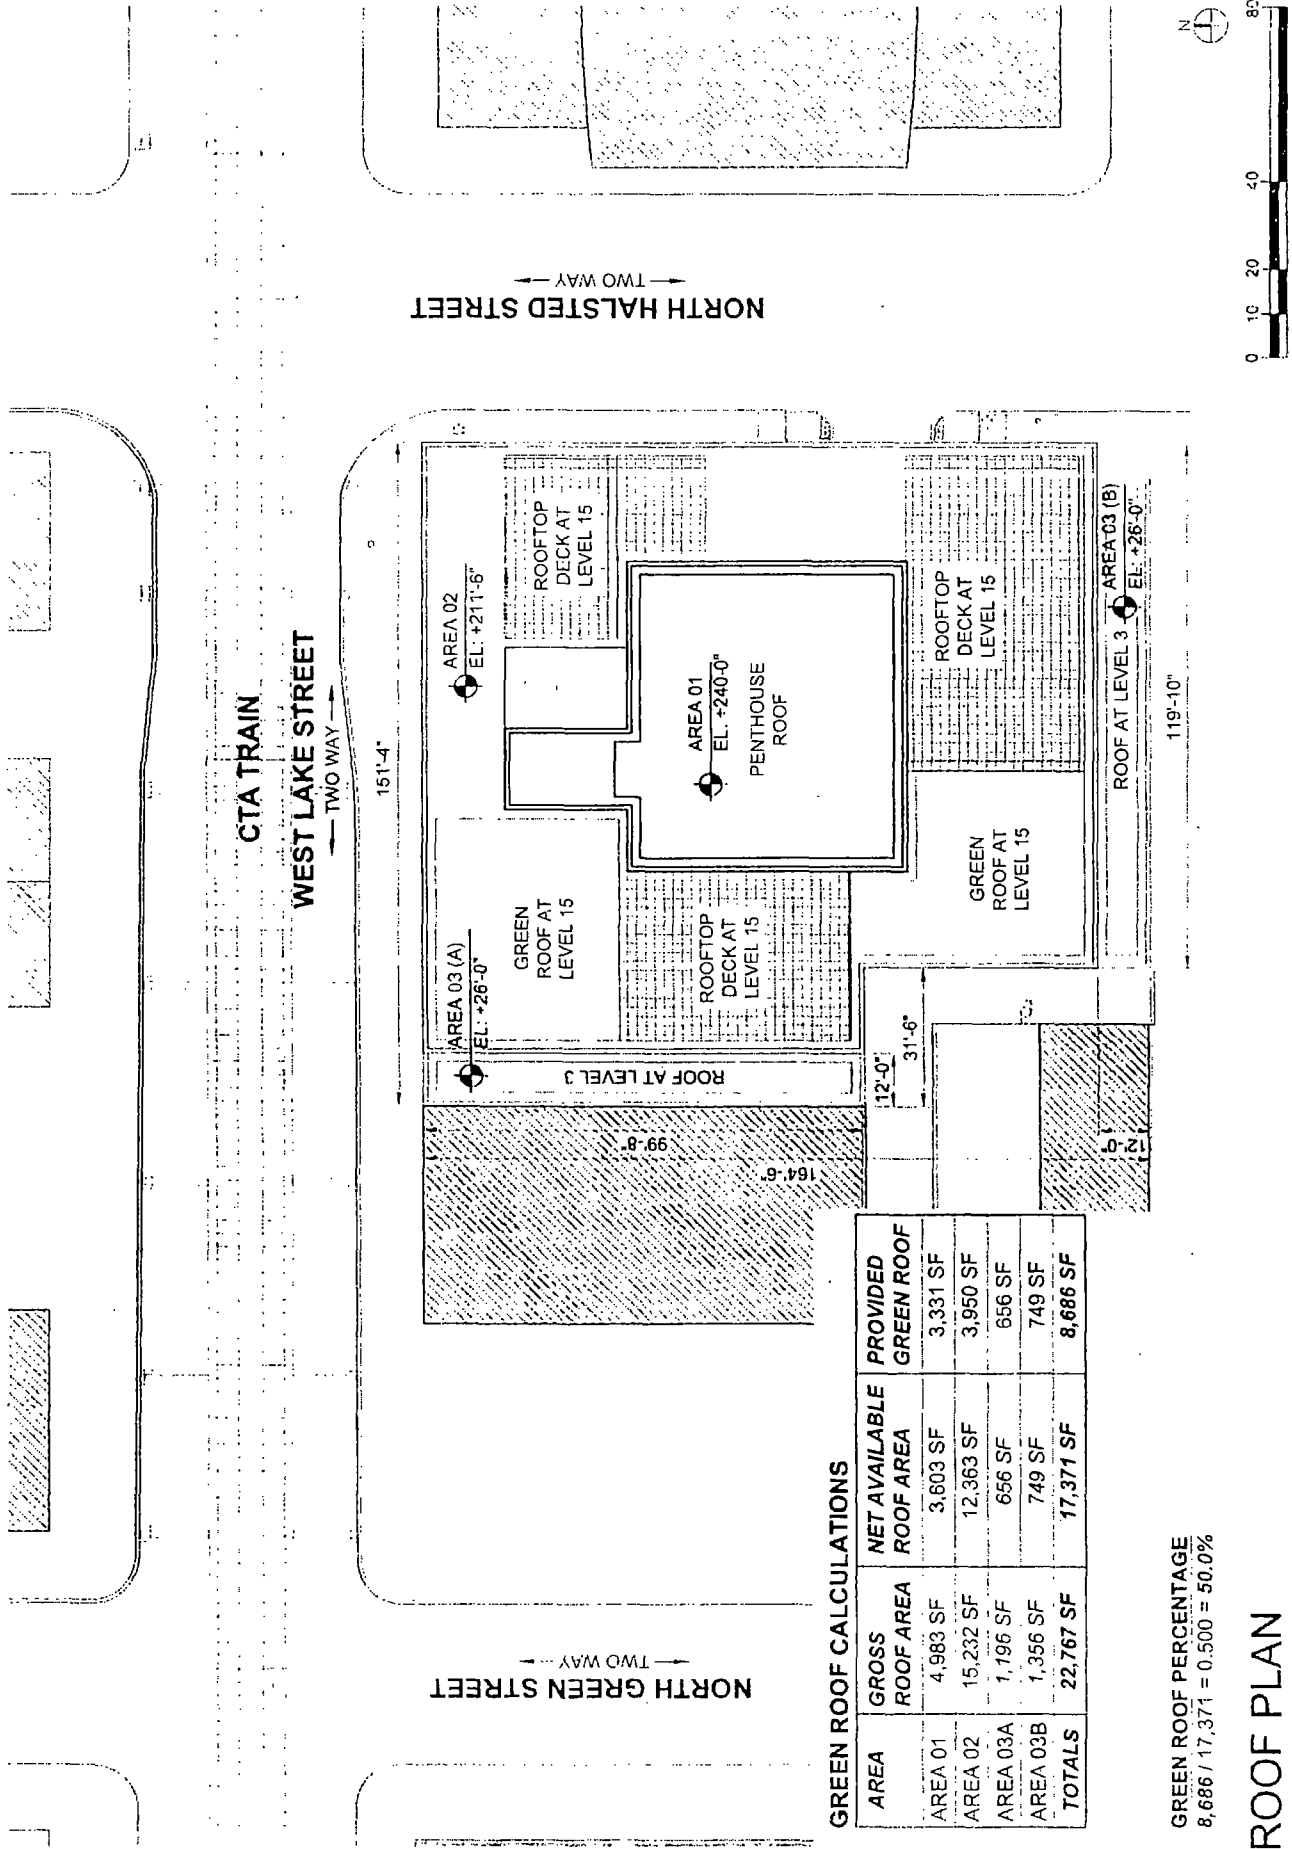 CTA TRAIN
WEST LAKE STREET
← TWO WAY →
NORTH GREEN STREET
← TWO WAY →
NORTH HALSTED STREET
← TWO WAY →
151'-4"
AREA 03 (A)
EL: +26'-0"
AREA 02
EL: +211'-6"
GREEN
ROOF AT
LEVEL 15
ROOFTOP
DECK AT
LEVEL 15
ROOF AT LEVEL 3
ROOFTOP
DECK AT
LEVEL 15
AREA 01
EL. +240-0"
PENTHOUSE
ROOF
99'-8"
164'-6"
12'-0"
31'-6"
GREEN
ROOF AT
LEVEL 15
ROOFTOP
DECK AT
LEVEL 15
12'-0"
ROOF AT LEVEL 3
AREA 03 (B)
EL: +26'-0"
119'-10"
GREEN ROOF CALCULATIONS
AREA GROSS ROOF AREA NET AVAILABLE ROOF AREA PROVIDED GREEN ROOF
AREA 01 4,983 SF 3,603 SF 3,331 SF
AREA 02 15,232 SF 12,363 SF 3,950 SF
AREA 03A 1,196 SF 656 SF 656 SF
AREA 03B 1,356 SF 749 SF 749 SF
TOTALS 22,767 SF 17,371 SF 8,686 SF
GREEN ROOF PERCENTAGE
8,686 / 17,371 = 0.500 = 50.0%
ROOF PLAN
0 10 20 40 80
N